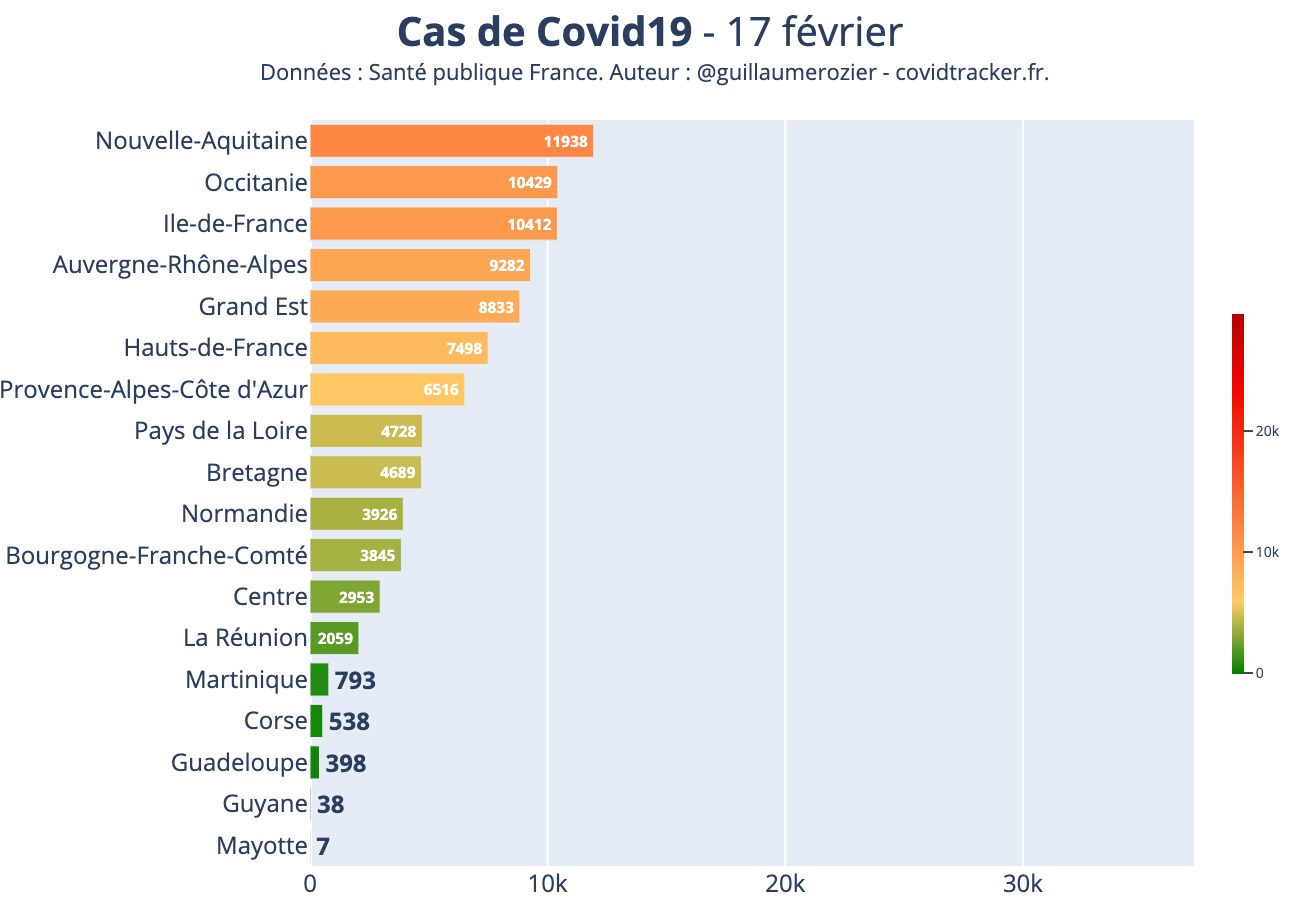 Cas de Covid19 - 17 février
Données : Santé publique France. Auteur : @guillaumerozier - covidtracker.fr.
Nouvelle-Aquitaine 11938
Occitanie 10429
Ile-de-France 10412
Auvergne-Rhône-Alpes 9282
Grand Est 8833
Hauts-de-France 7498
Provence-Alpes-Côte d'Azur 6516
Pays de la Loire 4728
Bretagne 4689
Normandie 3926
Bourgogne-Franche-Comté 3845
Centre 2953
La Réunion 2059
Martinique 793
Corse 538
Guadeloupe 398
Guyane 38
Mayotte 7
0 10k 20k 30k
20k
10k
0